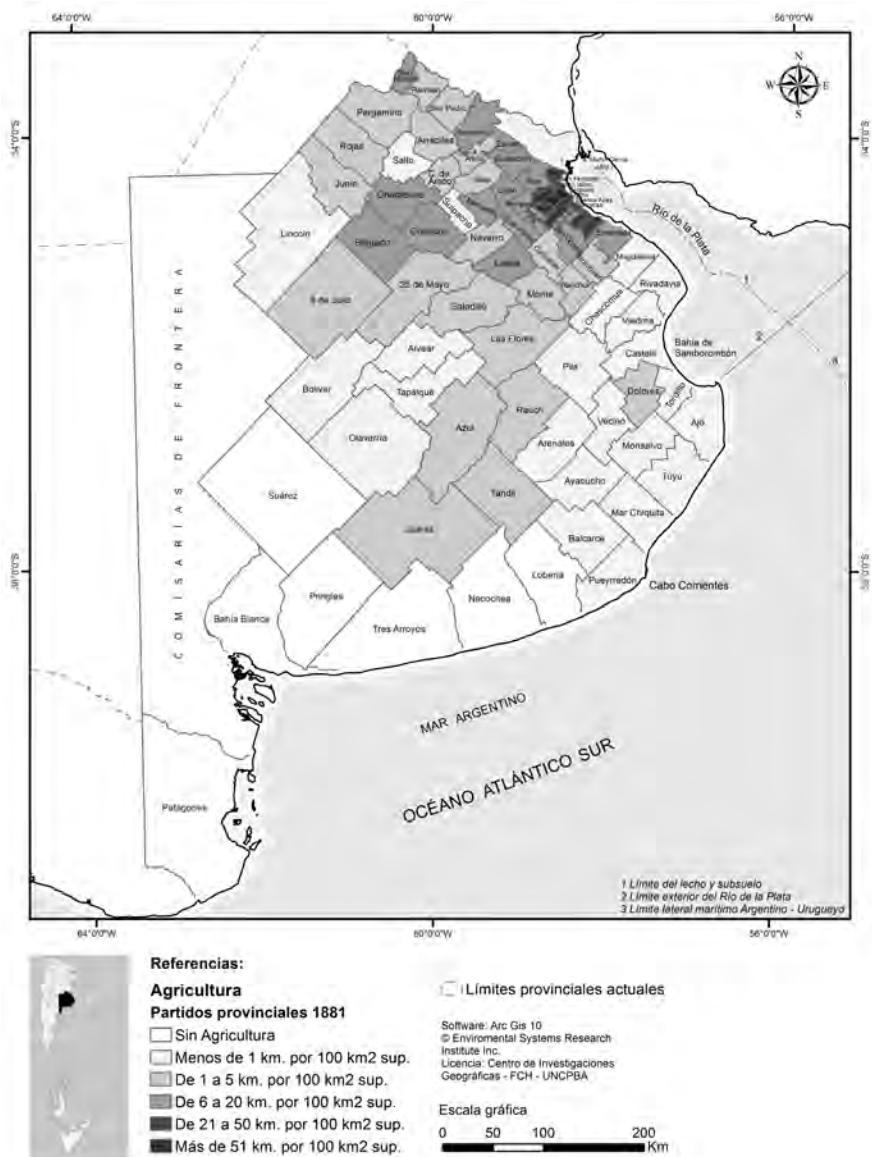 64°0'0"W 60°0'0"W 56°0'0"W
N
W E
S
Ramallo
San Pedro
Pergamino
Arrecifes
Rojas
Salto
Zárate
Junín
Chacabuco
Suipacha
Lincoln
Bragado
Chivilcoy
Navarro
Lobos
Río de la Plata
Magdalena
25 de Mayo
Monte
Rivadavia
9 de Julio
Saladillo
Chascomús
Viedma
Las Flores
Bahía de
Samborombón
Castelli
Alvear
Pila
Bolívar
Tapalqué
Dolores
Tordillo
Rauch
Vecino
Ajó
Azul
Olavarría
Arenales
Monsalvo
Tuyú
Ayacucho
Suárez
Tandil
Mar Chiquita
Juárez
Balcarce
Pueyrredón
Cabo Corrientes
Lobería
Necochea
Pringles
Bahía Blanca
Tres Arroyos
COMISARÍAS DE FRONTERA
1
2
3
MAR ARGENTINO
OCÉANO ATLÁNTICO SUR
Patagones
1 Límite del lecho y subsuelo
2 Límite exterior del Río de la Plata
3 Límite lateral marítimo Argentino - Uruguayo
64°0'0"W 60°0'0"W 56°0'0"W
Referencias:
Agricultura
Partidos provinciales 1881
Sin Agricultura
Menos de 1 km. por 100 km2 sup.
De 1 a 5 km. por 100 km2 sup.
De 6 a 20 km. por 100 km2 sup.
De 21 a 50 km. por 100 km2 sup.
Más de 51 km. por 100 km2 sup.
Límites provinciales actuales
Software: Arc Gis 10
© Enviromental Systems Research
Institute Inc.
Licencia: Centro de Investigaciones
Geográficas - FCH - UNCPBA
Escala gráfica
0 50 100 200
Km